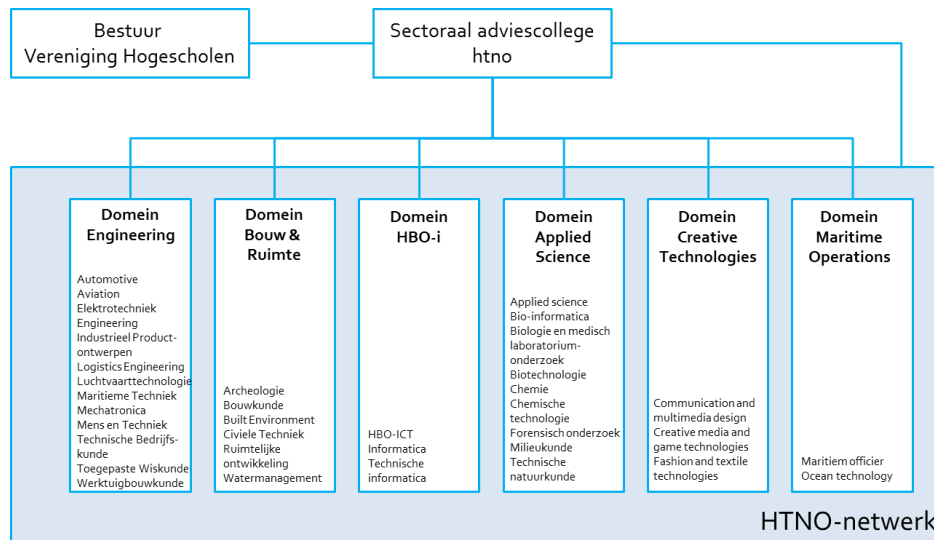 Bestuur
Vereniging Hogescholen
Sectoraal adviescollege
htno
Domein
Engineering
Automotive
Aviation
Elektrotechniek
Engineering
Industrieel Product-
ontwerpen
Logistics Engineering
Luchtvaarttechnologie
Maritieme Techniek
Mechatronica
Mens en Techniek
Technische Bedrijfs-
kunde
Toegepaste Wiskunde
Werktuigbouwkunde
Domein
Bouw &
Ruimte
Archeologie
Bouwkunde
Built Environment
Civiele Techniek
Ruimtelijke
ontwikkeling
Watermanagement
Domein
HBO-i
HBO-ICT
Informatica
Technische
informatica
Domein
Applied
Science
Applied science
Bio-informatica
Biologie en medisch
laboratorium-
onderzoek
Biotechnologie
Chemie
Chemische
technologie
Forensisch onderzoek
Milieukunde
Technische
natuurkunde
Domein
Creative
Technologies
Communication and
multimedia design
Creative media and
game technologies
Fashion and textile
technologies
Domein
Maritime
Operations
Maritiem officier
Ocean technology
HTNO-netwerk